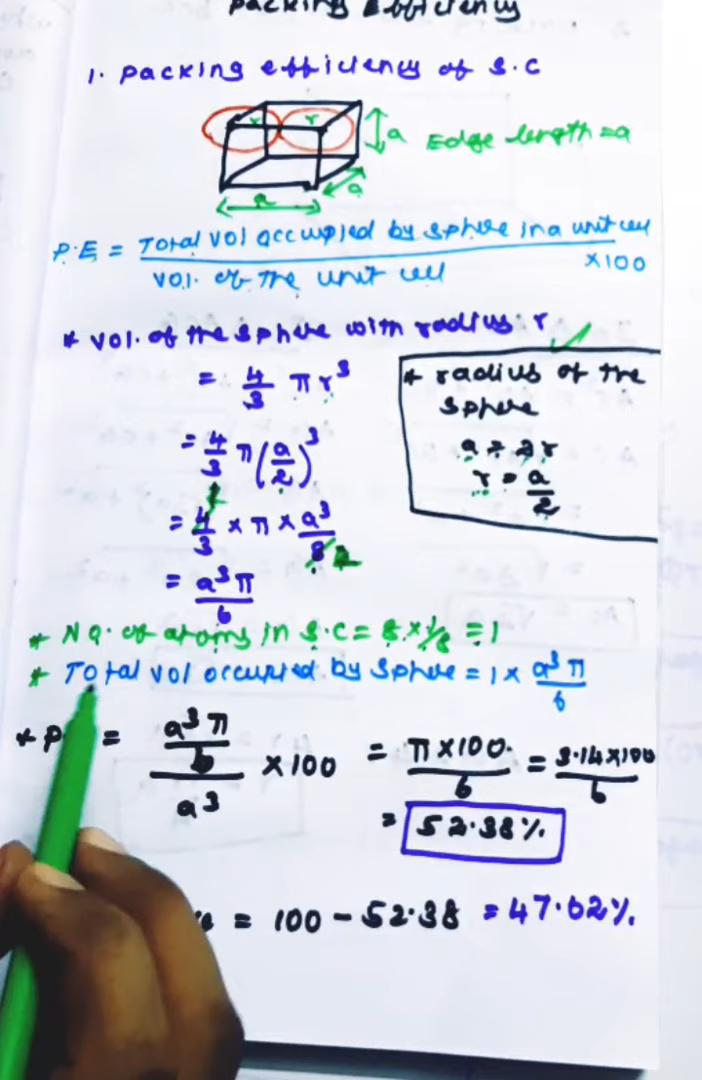 Packing Efficiency
1. Packing efficiency of S.C
r r
a Edge length = a
a
a
P.E = Total vol occupied by sphere in a unit cell / Vol. of the unit cell ×100
* Vol. of the sphere with radius r
= 4/3 πr³
= 4/3 π(a/2)³
= 4/3 × π × a³/8
1 2
= a³π/6
* radius of the
sphere
a = 2r
r = a/2
* No. of atoms in S.C = 8 × 1/8 = 1
* Total vol occupied by sphere = 1 × a³π/6
* P = (a³π/6)/a³ ×100 = π×100/6 = 3.14×100/6
= 52.38%
= 100 - 52.38 = 47.62%